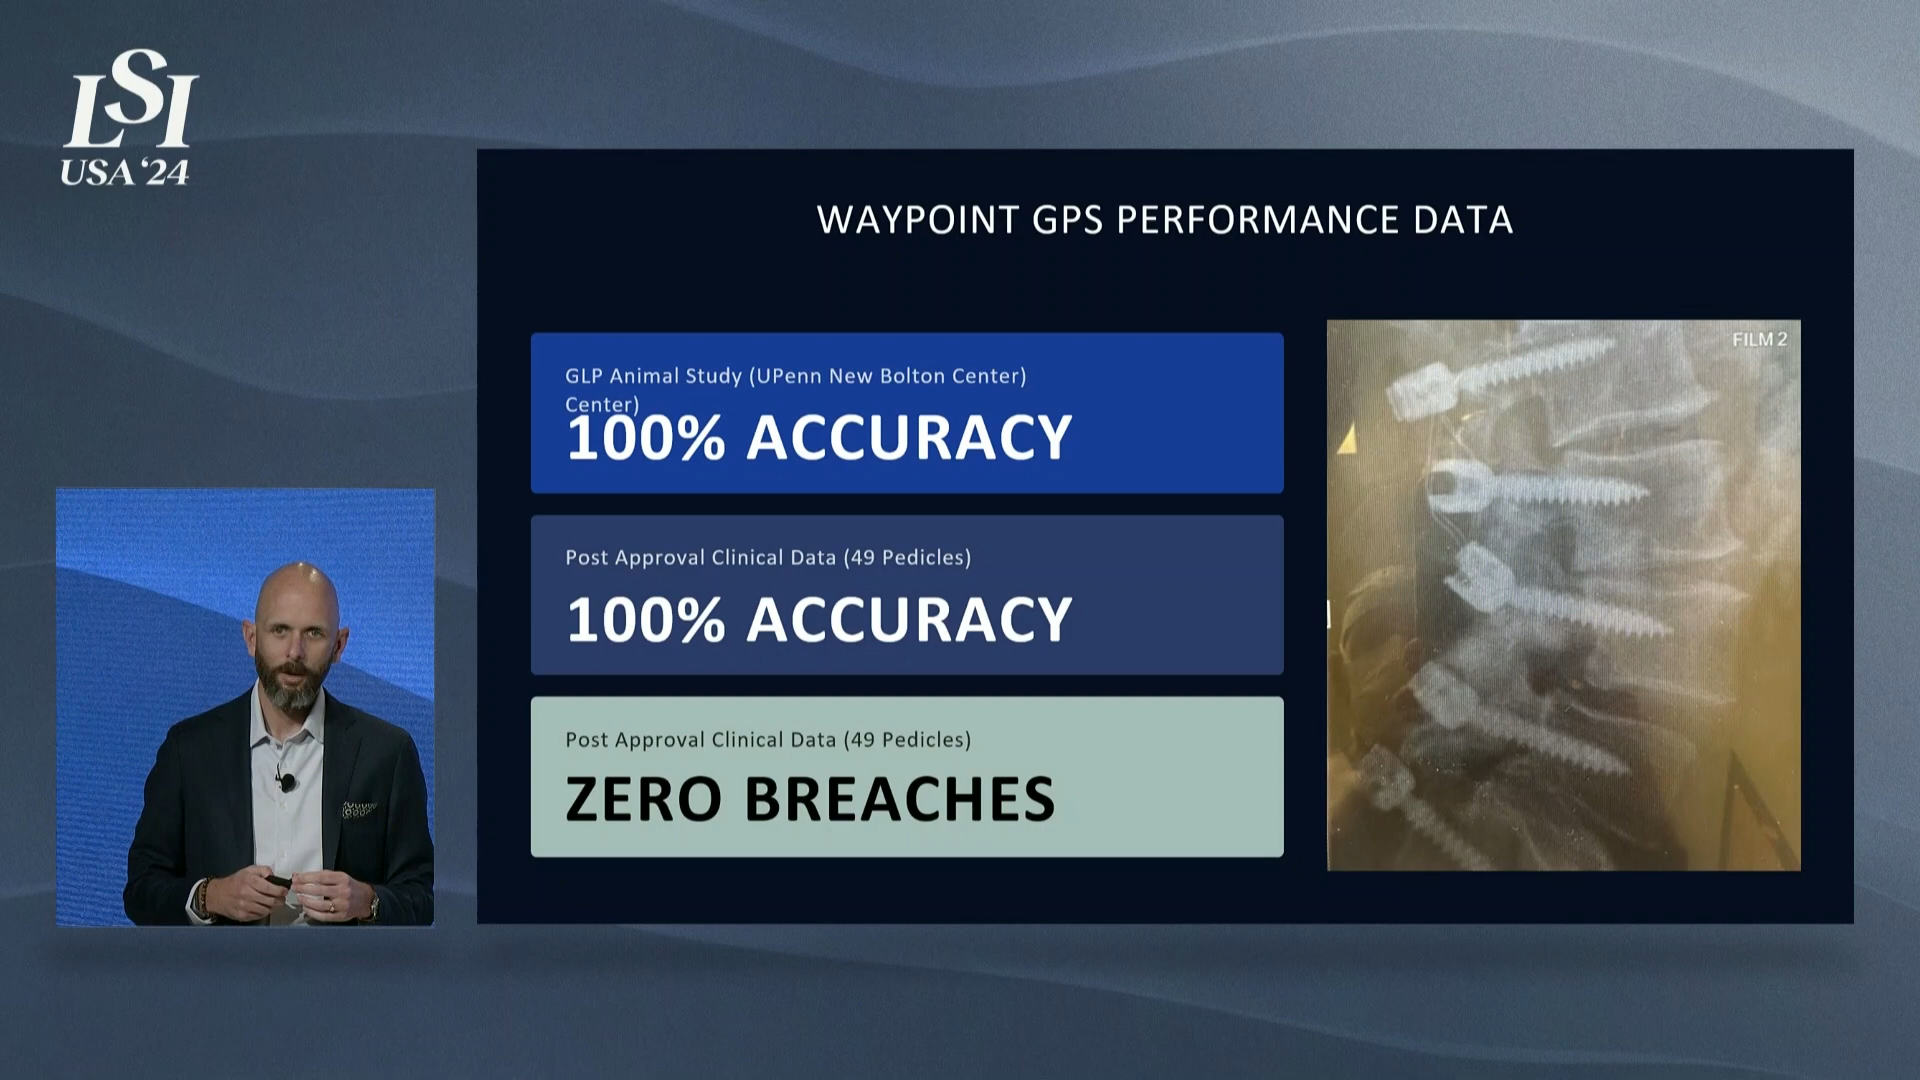 LSI
USA '24
WAYPOINT GPS PERFORMANCE DATA
GLP Animal Study (UPenn New Bolton Center)
Center)
100% ACCURACY
Post Approval Clinical Data (49 Pedicles)
100% ACCURACY
Post Approval Clinical Data (49 Pedicles)
ZERO BREACHES
FILM 2